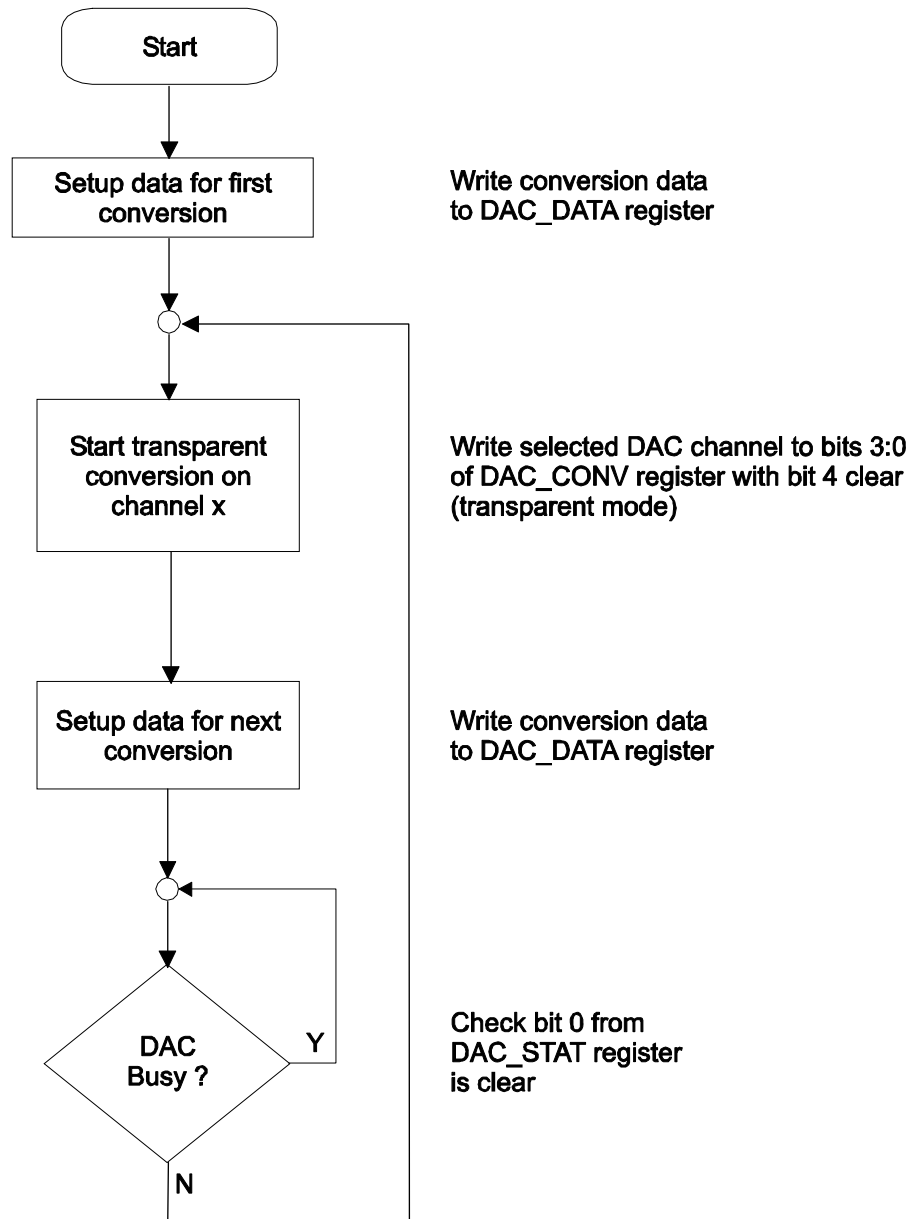 Start
Setup data for first
conversion
Write conversion data
to DAC_DATA register
Start transparent
conversion on
channel x
Write selected DAC channel to bits 3:0
of DAC_CONV register with bit 4 clear
(transparent mode)
Setup data for next
conversion
Write conversion data
to DAC_DATA register
DAC
Busy ?
Y
Check bit 0 from
DAC_STAT register
is clear
N